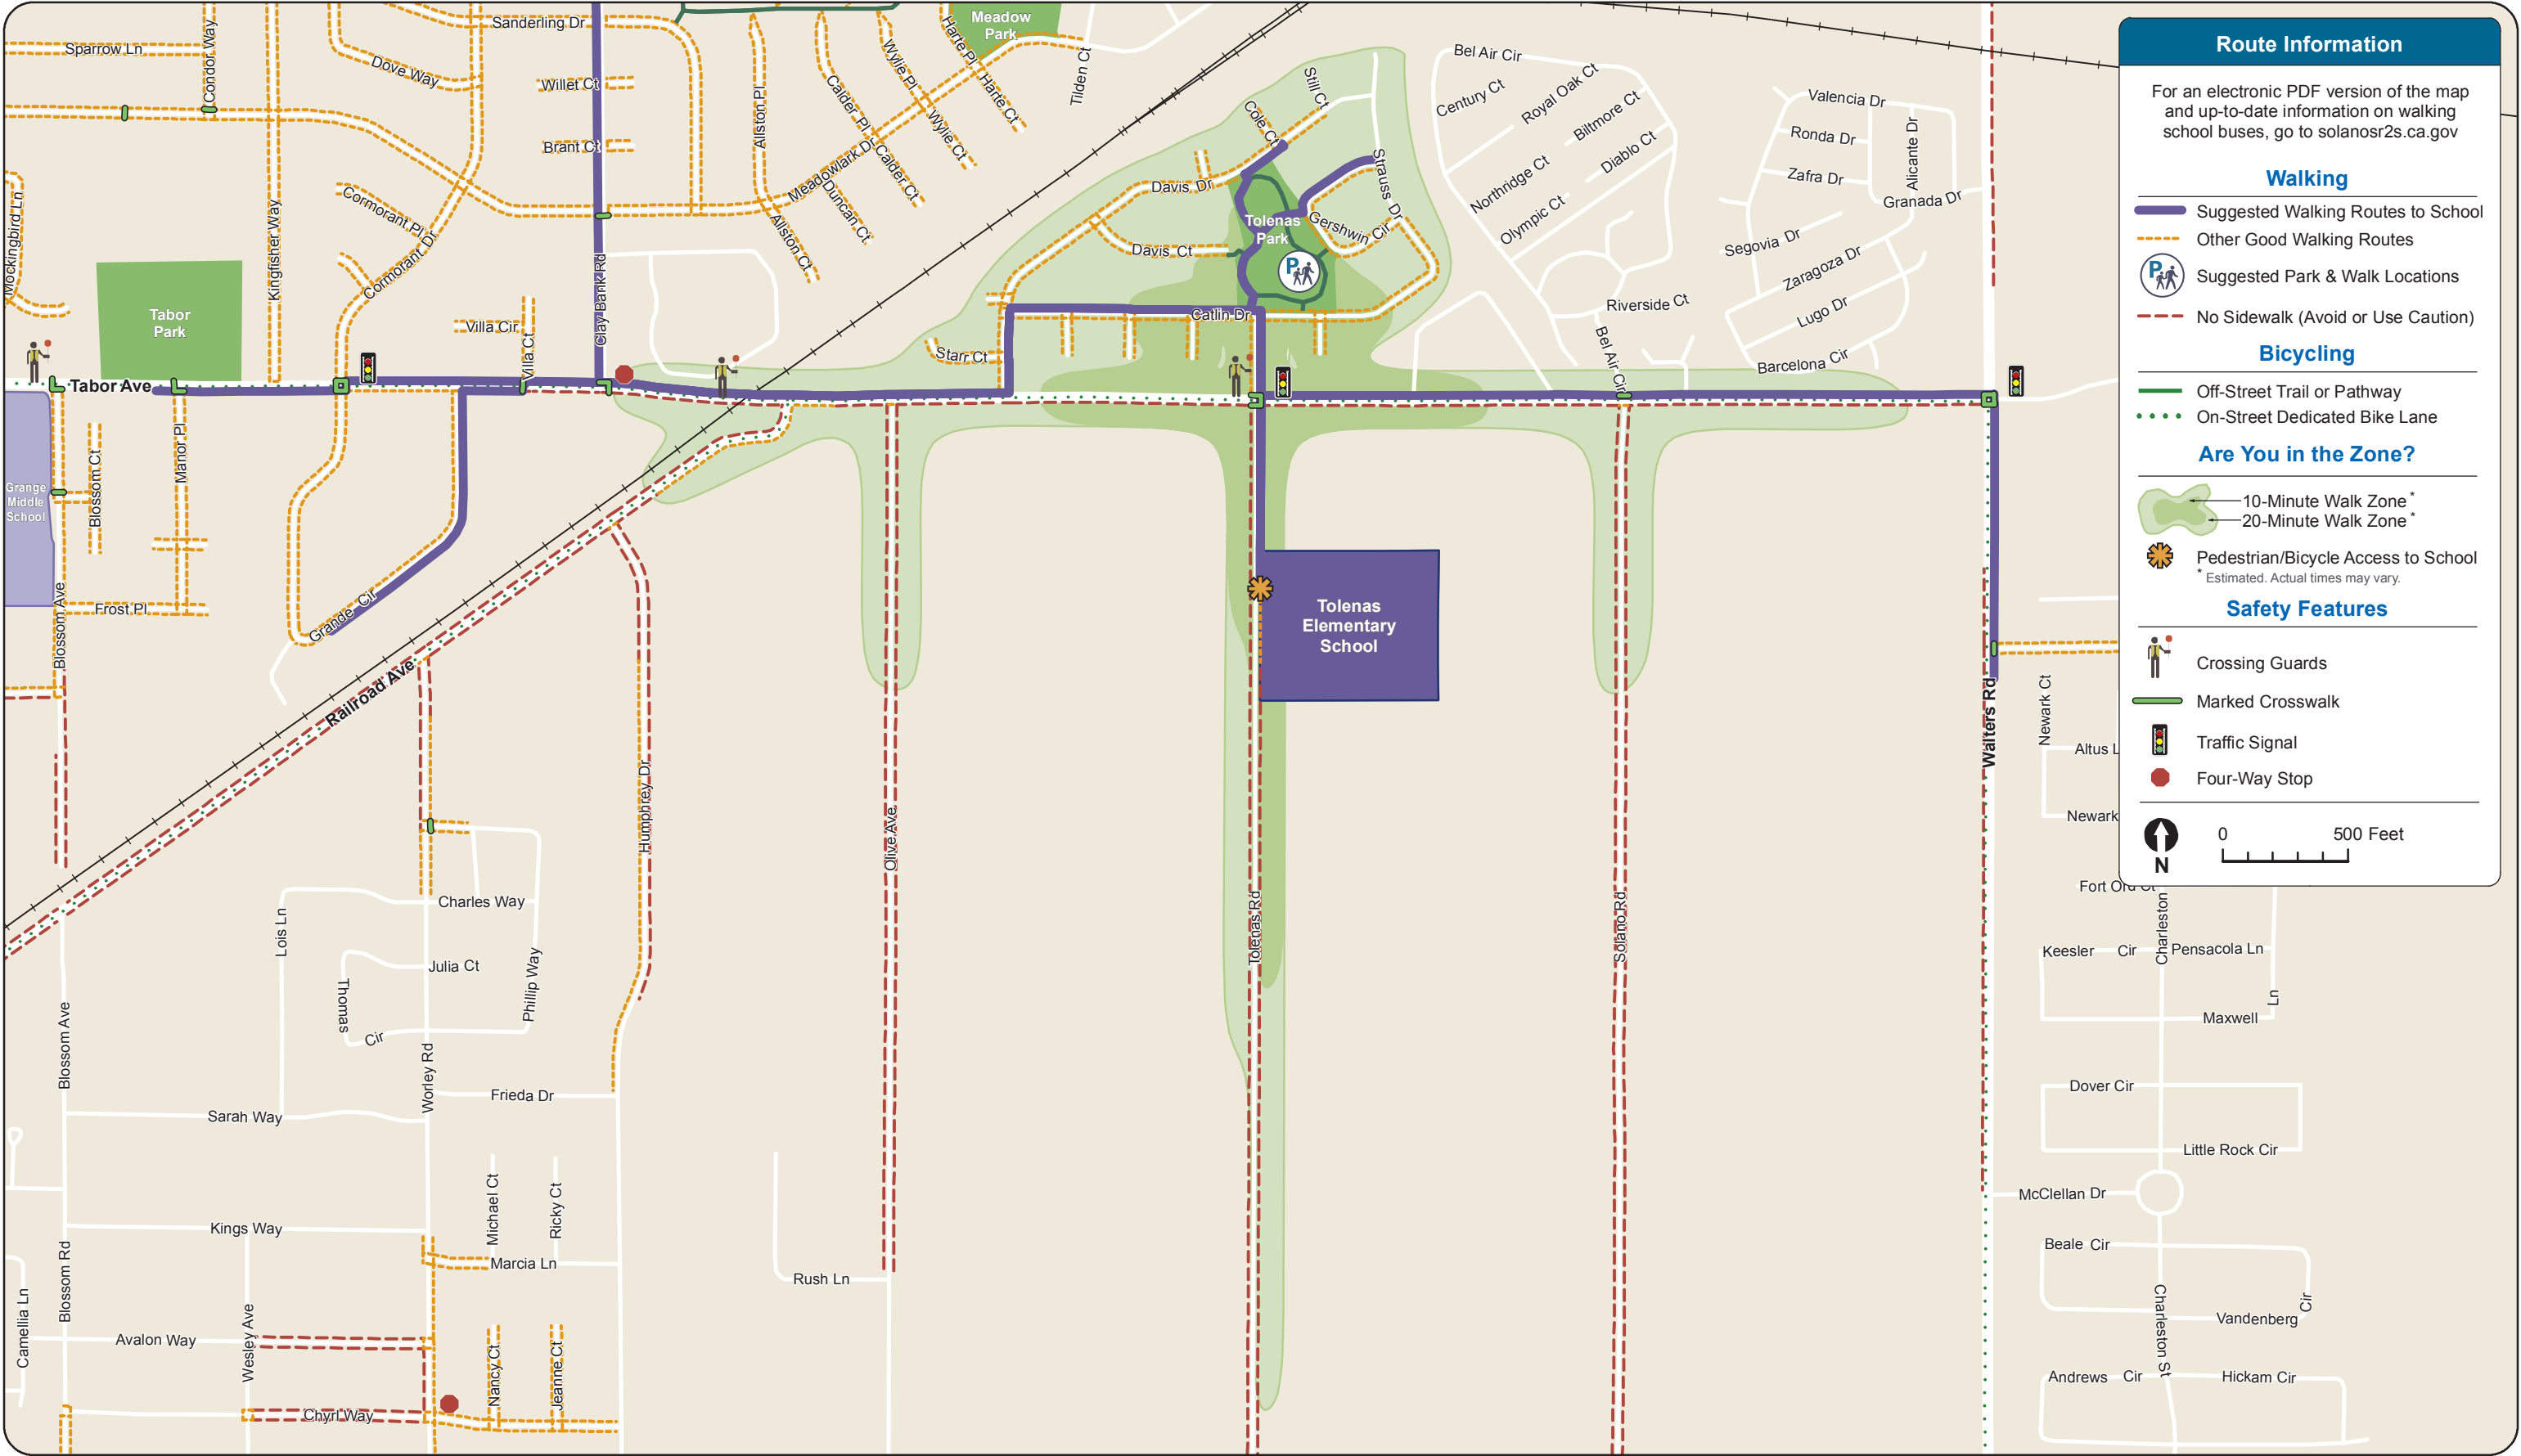 Sanderling Dr
Sparrow Ln
Condor Way
Dove Way
Willet Ct
Brant Ct
Allston Pl
Calder Pl
Wylie Pl
Harte Pl
Harte Ct
Wylie Ct
Calder Ct
Meadow
Park
Tilden Ct
Meadowlark Dr
Duncan Ct
Allston Ct
Mockingbird Ln
Kingfisher Way
Cormorant Pl
Cormorant Dr
Clay Bank Rd
Tabor
Park
Villa Cir
Villa Ct
Tabor Ave
Still Ct
Cole Ct
Strauss Dr
Davis Dr
Davis Ct
Tolenas
Park
Gershwin Cir
P
Catlin Dr
Starr Ct
Bel Air Cir
Century Ct
Royal Oak Ct
Biltmore Ct
Diablo Ct
Northridge Ct
Olympic Ct
Riverside Ct
Bel Air Cir
Valencia Dr
Ronda Dr
Zafra Dr
Alicante Dr
Granada Dr
Segovia Dr
Zaragoza Dr
Lugo Dr
Barcelona Cir
Grange
Middle
School
Blossom Ct
Manor Pl
Blossom Ave
Frost Pl
Grande Cir
Railroad Ave
Humphrey Dr
Olive Ave
Tolenas Rd
Solano Rd
Walters Rd
Tolenas
Elementary
School
Newark Ct
Altus L
Newark
Fort Ord Ct
Charleston
Keesler Cir
Pensacola Ln
Ln
Maxwell
Dover Cir
Little Rock Cir
McClellan Dr
Beale Cir
Vandenberg
Cir
Charleston St
Andrews Cir
Hickam Cir
Lois Ln
Charles Way
Julia Ct
Thomas
Cir
Phillip Way
Blossom Ave
Worley Rd
Frieda Dr
Sarah Way
Kings Way
Michael Ct
Ricky Ct
Marcia Ln
Rush Ln
Camellia Ln
Blossom Rd
Avalon Way
Wesley Ave
Nancy Ct
Jeanne Ct
Chyrl Way
Route Information
For an electronic PDF version of the map
and up-to-date information on walking
school buses, go to solanosr2s.ca.gov
Walking
Suggested Walking Routes to School
Other Good Walking Routes
P
Suggested Park & Walk Locations
No Sidewalk (Avoid or Use Caution)
Bicycling
Off-Street Trail or Pathway
On-Street Dedicated Bike Lane
Are You in the Zone?
10-Minute Walk Zone *
20-Minute Walk Zone *
Pedestrian/Bicycle Access to School
* Estimated. Actual times may vary.
Safety Features
Crossing Guards
Marked Crosswalk
Traffic Signal
Four-Way Stop
N
0 500 Feet